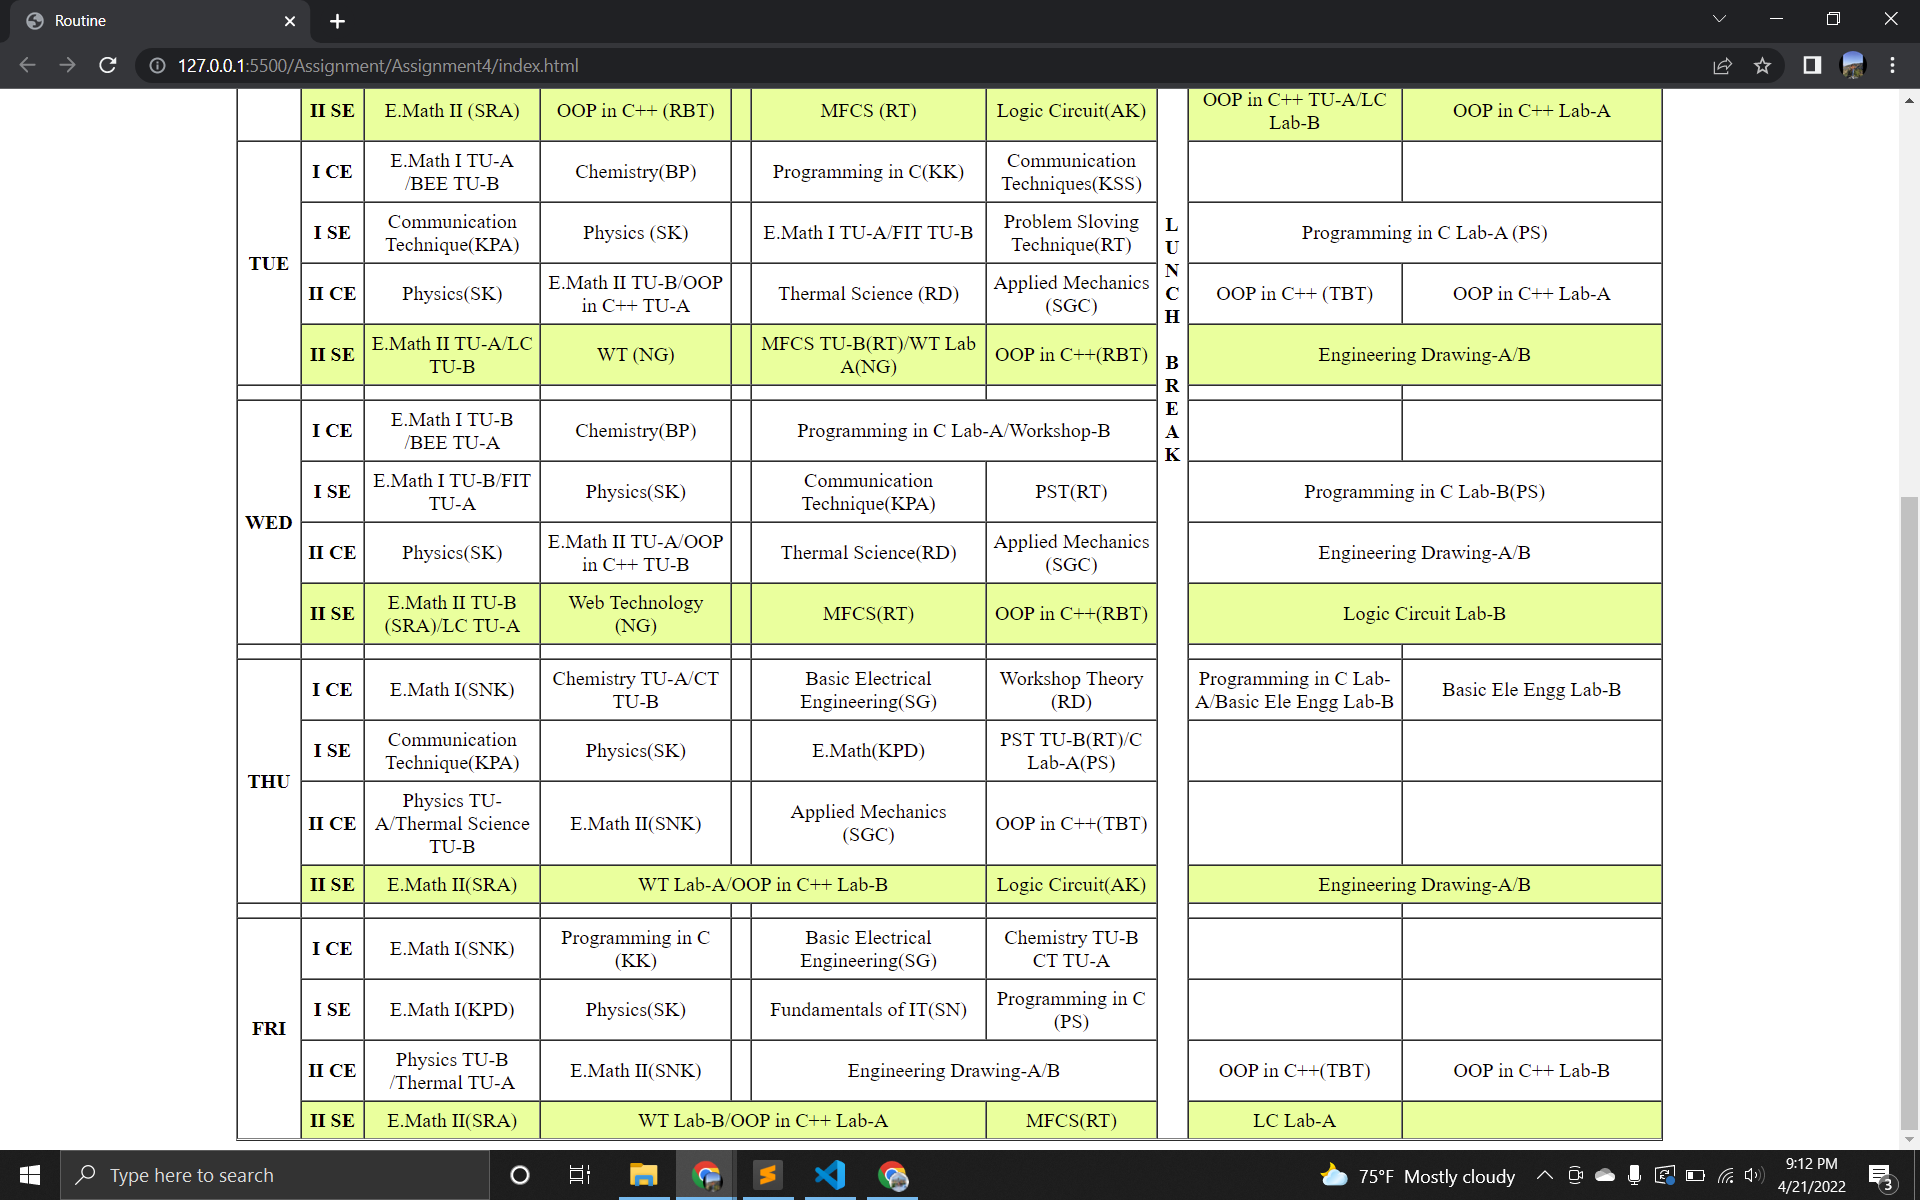 Routine
127.0.0.1:5500/Assignment/Assignment4/index.html
II SE
E.Math II (SRA)
OOP in C++ (RBT)
MFCS (RT)
Logic Circuit(AK)
OOP in C++ TU-A/LC
Lab-B
OOP in C++ Lab-A
TUE
I CE
E.Math I TU-A
/BEE TU-B
Chemistry(BP)
Programming in C(KK)
Communication
Techniques(KSS)
I SE
Communication
Technique(KPA)
Physics (SK)
E.Math I TU-A/FIT TU-B
Problem Sloving
Technique(RT)
Programming in C Lab-A (PS)
II CE
Physics(SK)
E.Math II TU-B/OOP
in C++ TU-A
Thermal Science (RD)
Applied Mechanics
(SGC)
OOP in C++ (TBT)
OOP in C++ Lab-A
II SE
E.Math II TU-A/LC
TU-B
WT (NG)
MFCS TU-B(RT)/WT Lab
A(NG)
OOP in C++(RBT)
Engineering Drawing-A/B
L
U
N
C
H
B
R
E
A
K
WED
I CE
E.Math I TU-B
/BEE TU-A
Chemistry(BP)
Programming in C Lab-A/Workshop-B
I SE
E.Math I TU-B/FIT
TU-A
Physics(SK)
Communication
Technique(KPA)
PST(RT)
Programming in C Lab-B(PS)
II CE
Physics(SK)
E.Math II TU-A/OOP
in C++ TU-B
Thermal Science(RD)
Applied Mechanics
(SGC)
Engineering Drawing-A/B
II SE
E.Math II TU-B
(SRA)/LC TU-A
Web Technology
(NG)
MFCS(RT)
OOP in C++(RBT)
Logic Circuit Lab-B
THU
I CE
E.Math I(SNK)
Chemistry TU-A/CT
TU-B
Basic Electrical
Engineering(SG)
Workshop Theory
(RD)
Programming in C Lab-
A/Basic Ele Engg Lab-B
Basic Ele Engg Lab-B
I SE
Communication
Technique(KPA)
Physics(SK)
E.Math(KPD)
PST TU-B(RT)/C
Lab-A(PS)
II CE
Physics TU-
A/Thermal Science
TU-B
E.Math II(SNK)
Applied Mechanics
(SGC)
OOP in C++(TBT)
II SE
E.Math II(SRA)
WT Lab-A/OOP in C++ Lab-B
Logic Circuit(AK)
Engineering Drawing-A/B
FRI
I CE
E.Math I(SNK)
Programming in C
(KK)
Basic Electrical
Engineering(SG)
Chemistry TU-B
CT TU-A
I SE
E.Math I(KPD)
Physics(SK)
Fundamentals of IT(SN)
Programming in C
(PS)
II CE
Physics TU-B
/Thermal TU-A
E.Math II(SNK)
Engineering Drawing-A/B
OOP in C++(TBT)
OOP in C++ Lab-B
II SE
E.Math II(SRA)
WT Lab-B/OOP in C++ Lab-A
MFCS(RT)
LC Lab-A
Type here to search
75°F Mostly cloudy
9:12 PM
4/21/2022
3